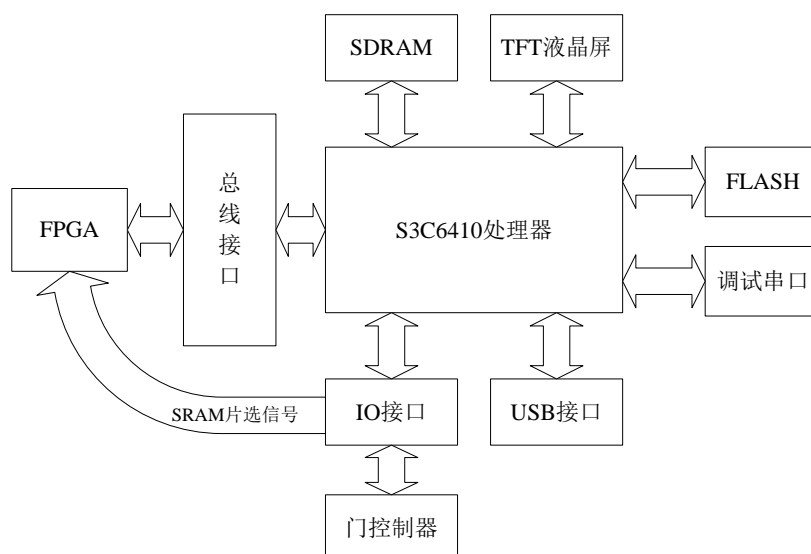 SDRAM
TFT液晶屏
总
线
接
口
FLASH
FPGA
S3C6410处理器
调试串口
SRAM片选信号
IO接口
USB接口
门控制器